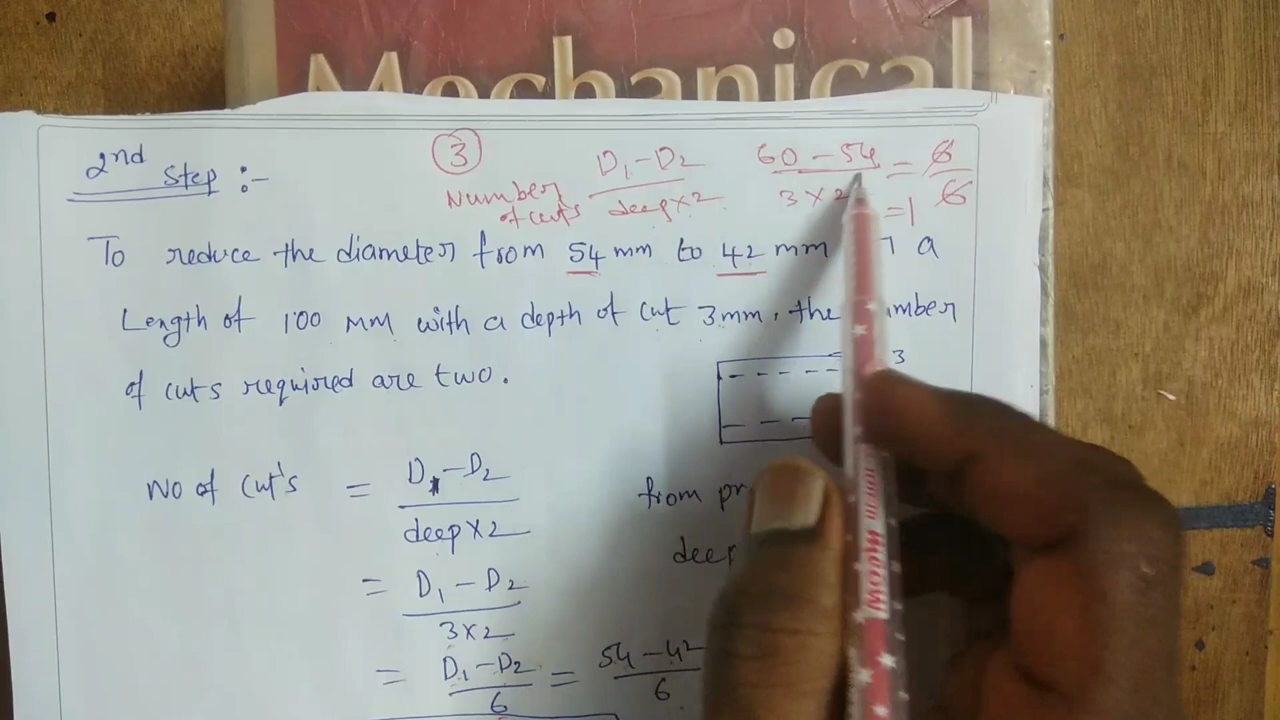 Mechanical
2nd Step :-
3
Number of cuts D1-D2 / deep×2
60-54 / 3×2 = 6/6
=1
To reduce the diameter from 54 mm to 42 mm a
Length of 100 MM with a depth of cut 3mm, the
of cuts required are two.
3
No of Cut's = D1-D2 / deep×2
from
deep
= D1-D2 / 3×2
= D1-D2 / 6 = 54-42 / 6